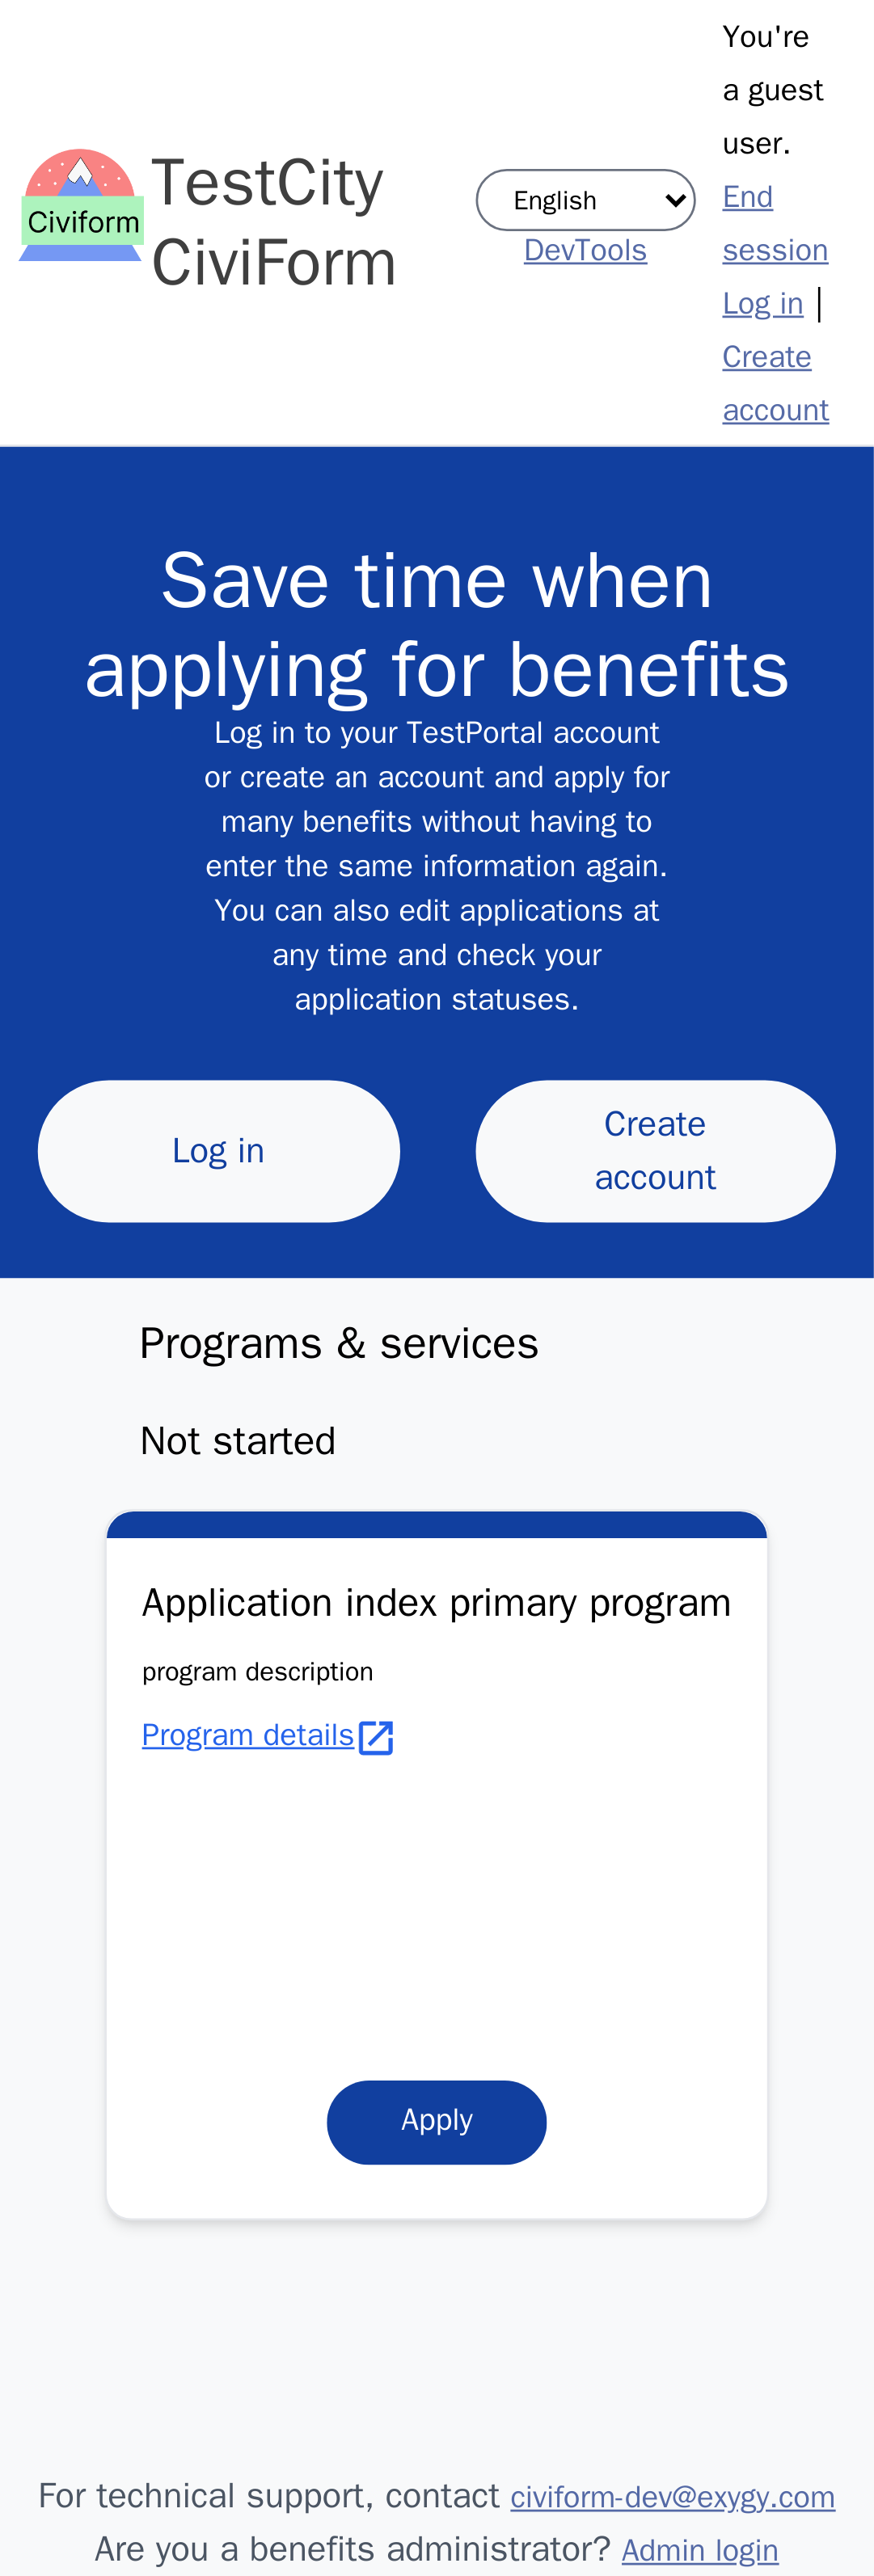 Civiform
TestCity
CiviForm
English
DevTools
You're
a guest
user.
End
session
Log in |
Create
account
Save time when
applying for benefits
Log in to your TestPortal account
or create an account and apply for
many benefits without having to
enter the same information again.
You can also edit applications at
any time and check your
application statuses.
Log in
Create
account
Programs & services
Not started
Application index primary program
program description
Program details
Apply
For technical support, contact civiform-dev@exygy.com
Are you a benefits administrator? Admin login